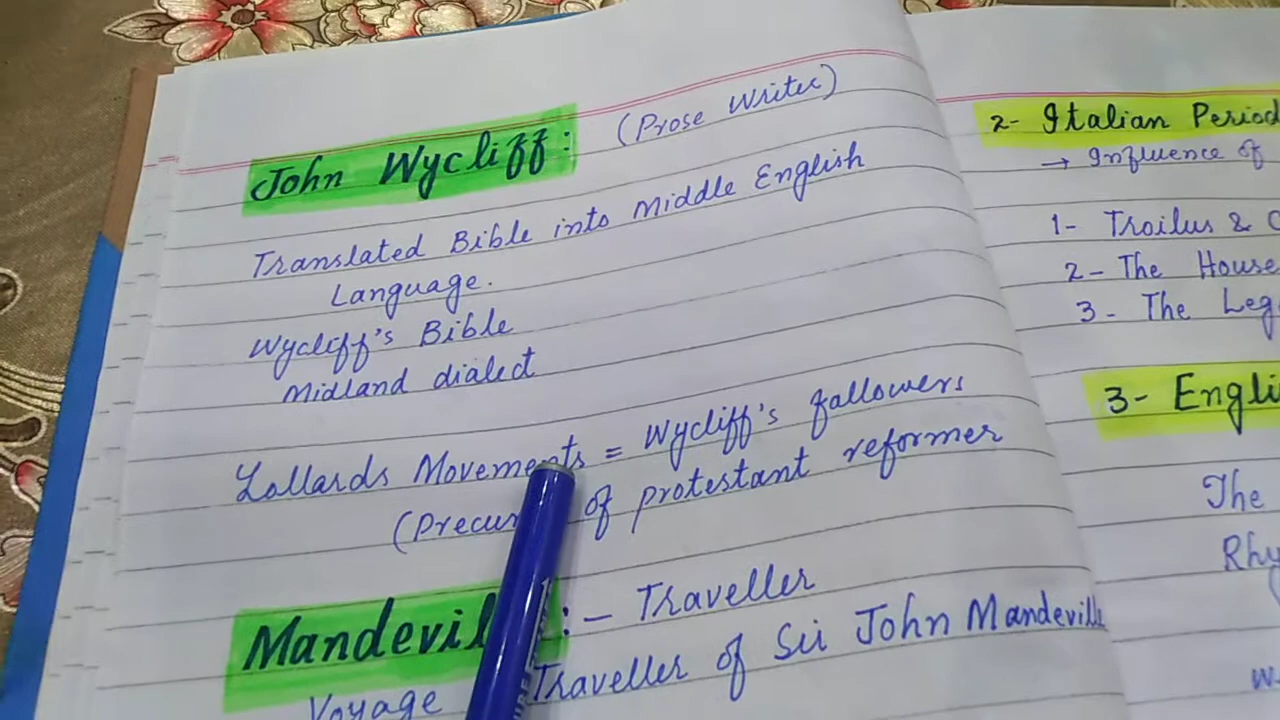 John Wycliff: (Prose Writer)
Translated Bible into Middle English
Language.
Wycliff's Bible
Midland dialect
Lollards Movements = Wycliff's fallowers
( of protestant reformer
:- Traveller
Voyage Traveller of Sir John Mandeville
2- Italian Period
→ Influence of
1- Troilus &
2- The House
3- The
3-
The